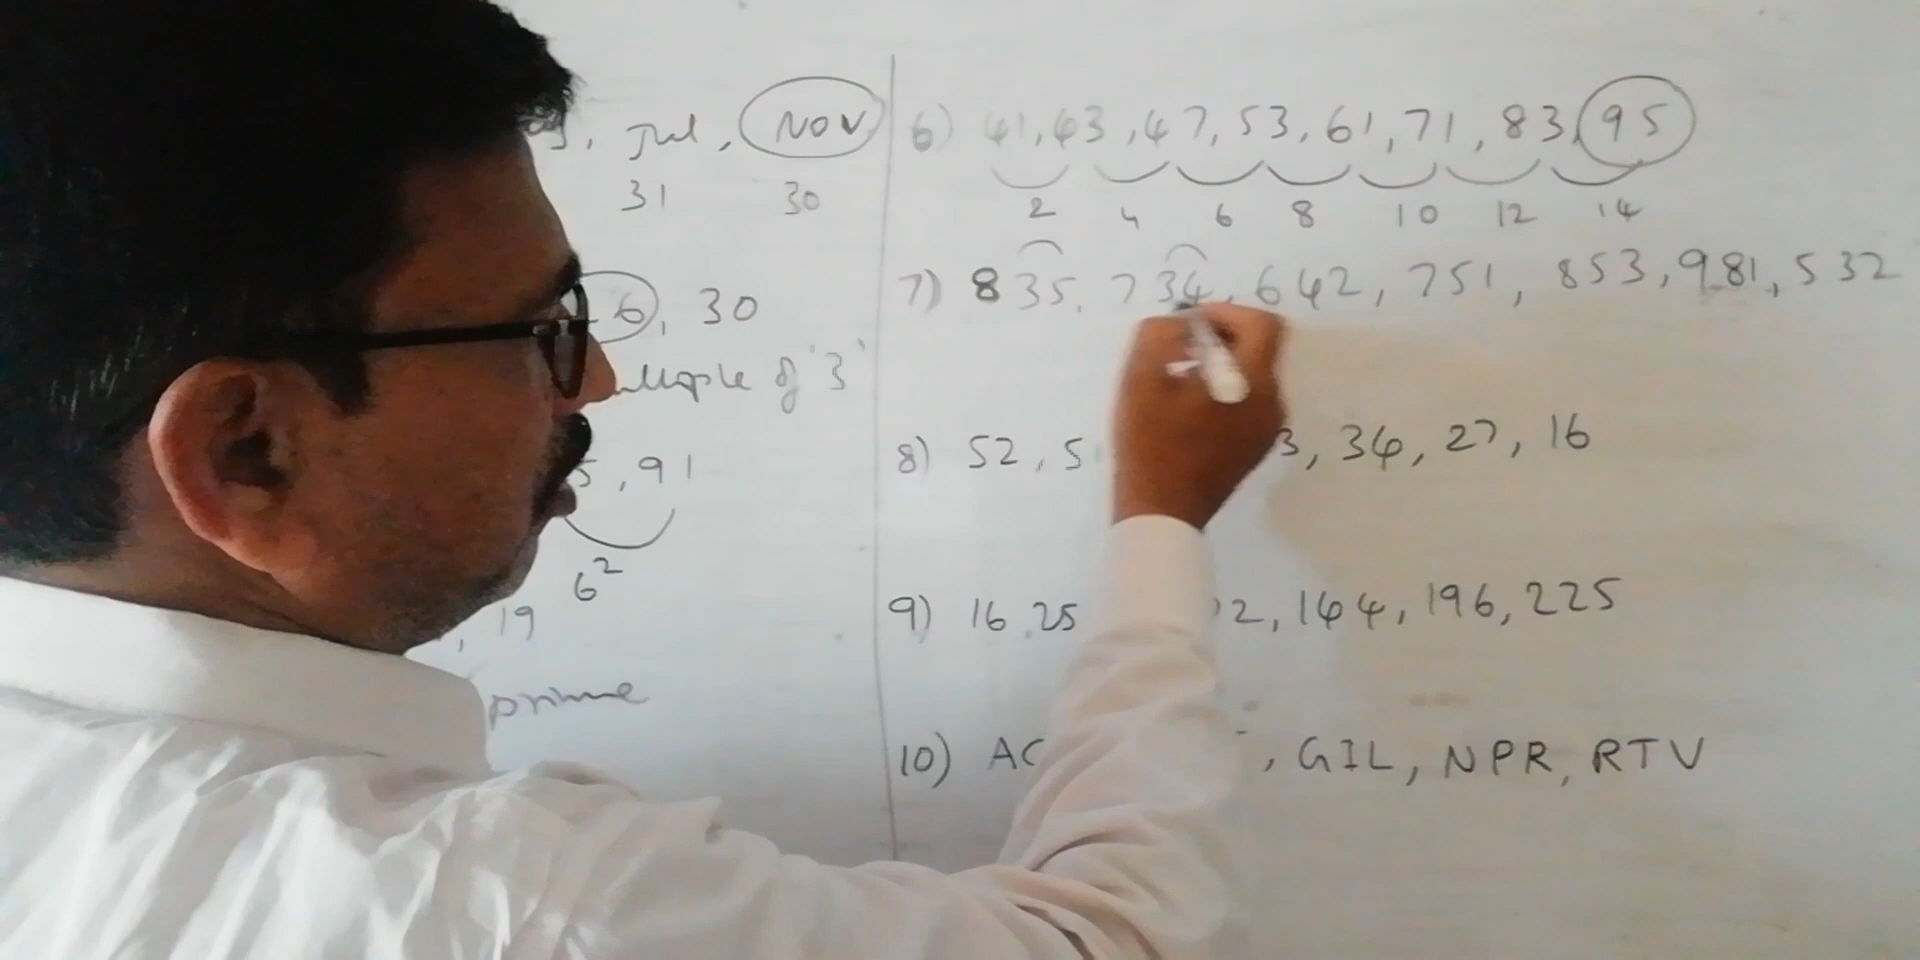 Jul, NOV
31 30
6, 30
of '3'
5, 91
6²
, 19
prime
6) 41, 43, 47, 53, 61, 71, 83, 95
2 4 6 8 10 12 14
7) 835, 734, 642, 751, 853, 981, 532
8) 52, 5 3, 34, 27, 16
9) 16, 25 2, 144, 196, 225
10) AC , GIL, NPR, RTV